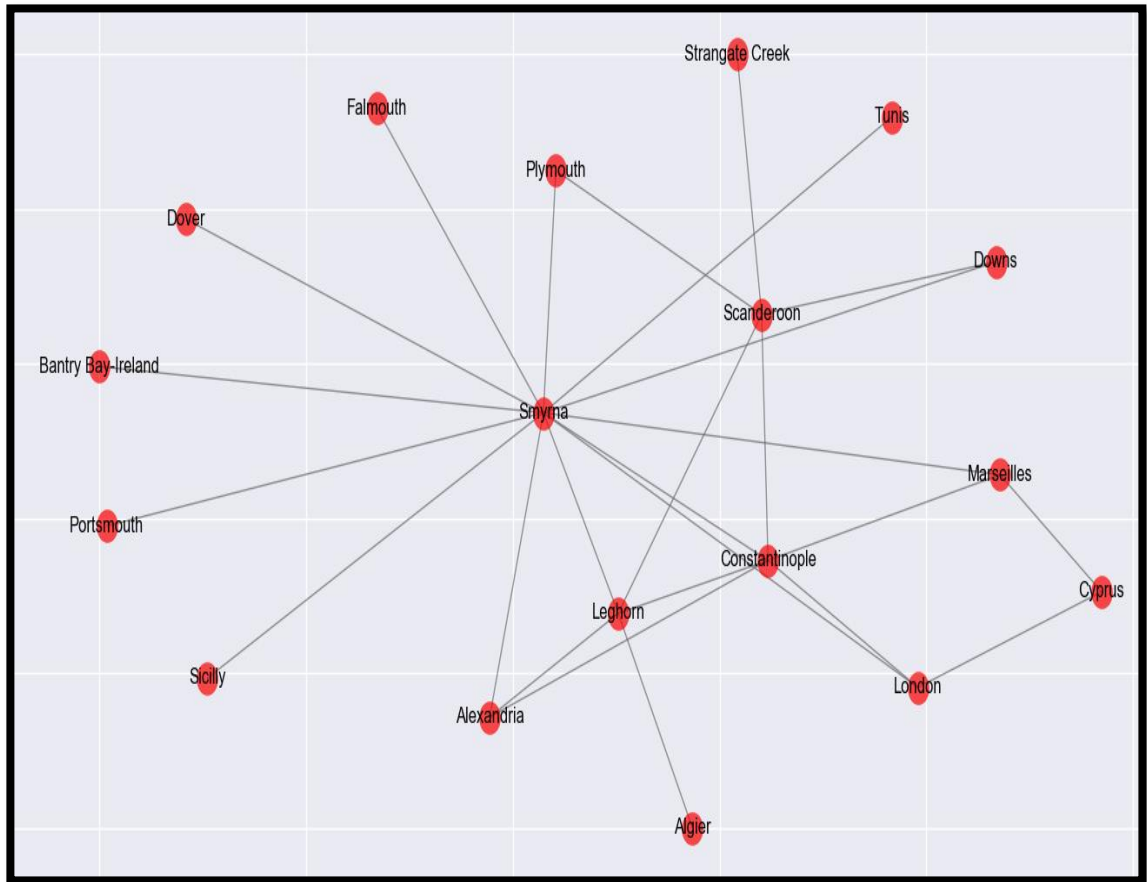 Strangate Creek
Falmouth
Tunis
Plymouth
Dover
Downs
Scanderoon
Bantry Bay-Ireland
Smyrna
Marseilles
Portsmouth
Constantinople
Cyprus
Leghorn
Sicilly
London
Alexandria
Algier